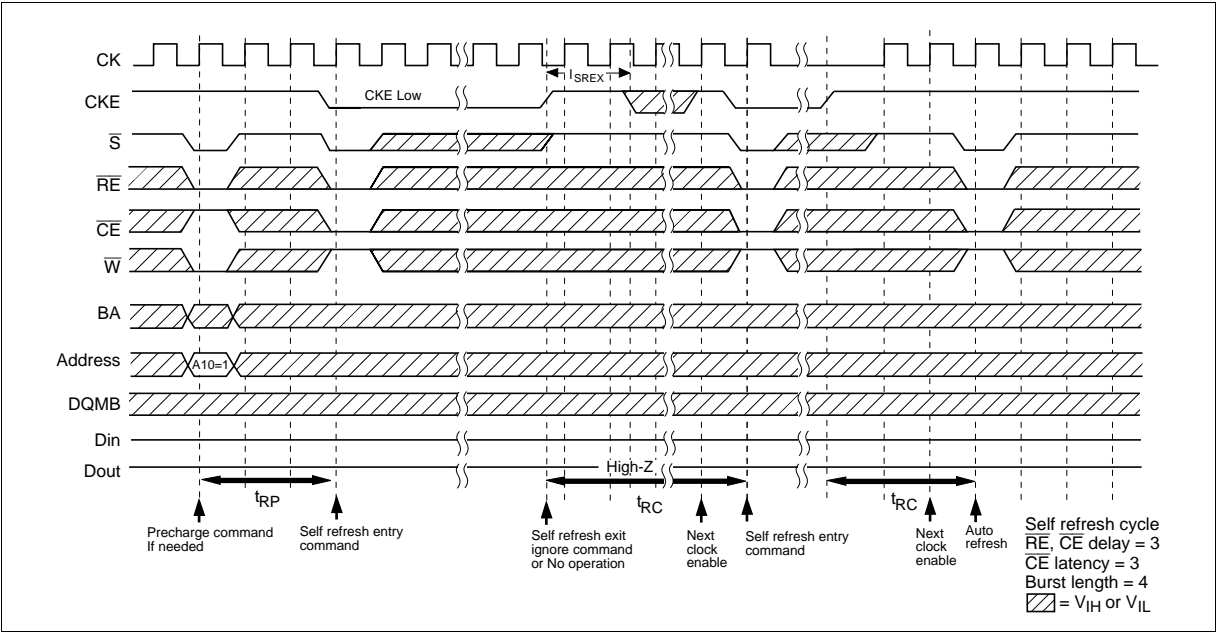 CK
lSREX
CKE
CKE Low
S
RE
CE
W
BA
Address
A10=1
DQMB
Din
Dout
High-Z
tRP
tRC
tRC
Precharge command
If needed
Self refresh entry
command
Self refresh exit
ignore command
or No operation
Next
clock
enable
Self refresh entry
command
Next
clock
enable
Auto
refresh
Self refresh cycle
RE, CE delay = 3
CE latency = 3
Burst length = 4
= VIH or VIL